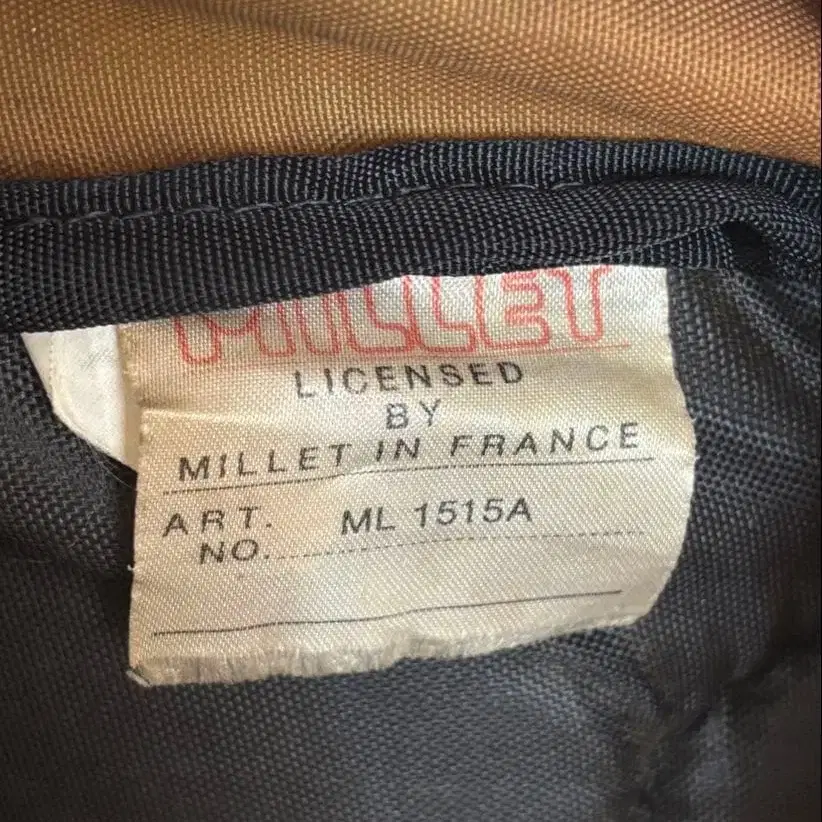 MILLET
LICENSED
BY
MILLET IN FRANCE
ART. ML 1515A
NO.